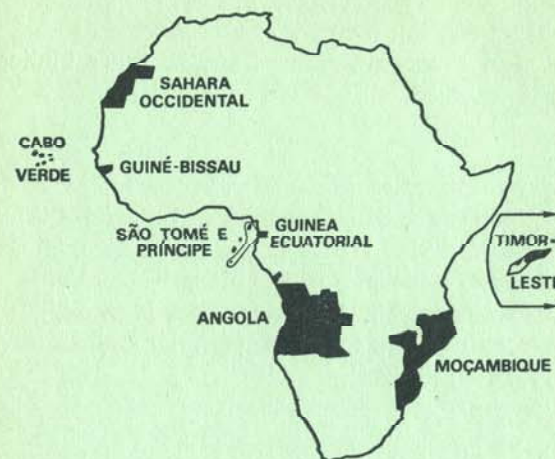 SAHARA
OCCIDENTAL
CABO
VERDE
GUINÉ-BISSAU
SÃO TOMÉ E
PRÍNCIPE
GUINEA
ECUATORIAL
TIMOR-
LESTE
ANGOLA
MOÇAMBIQUE